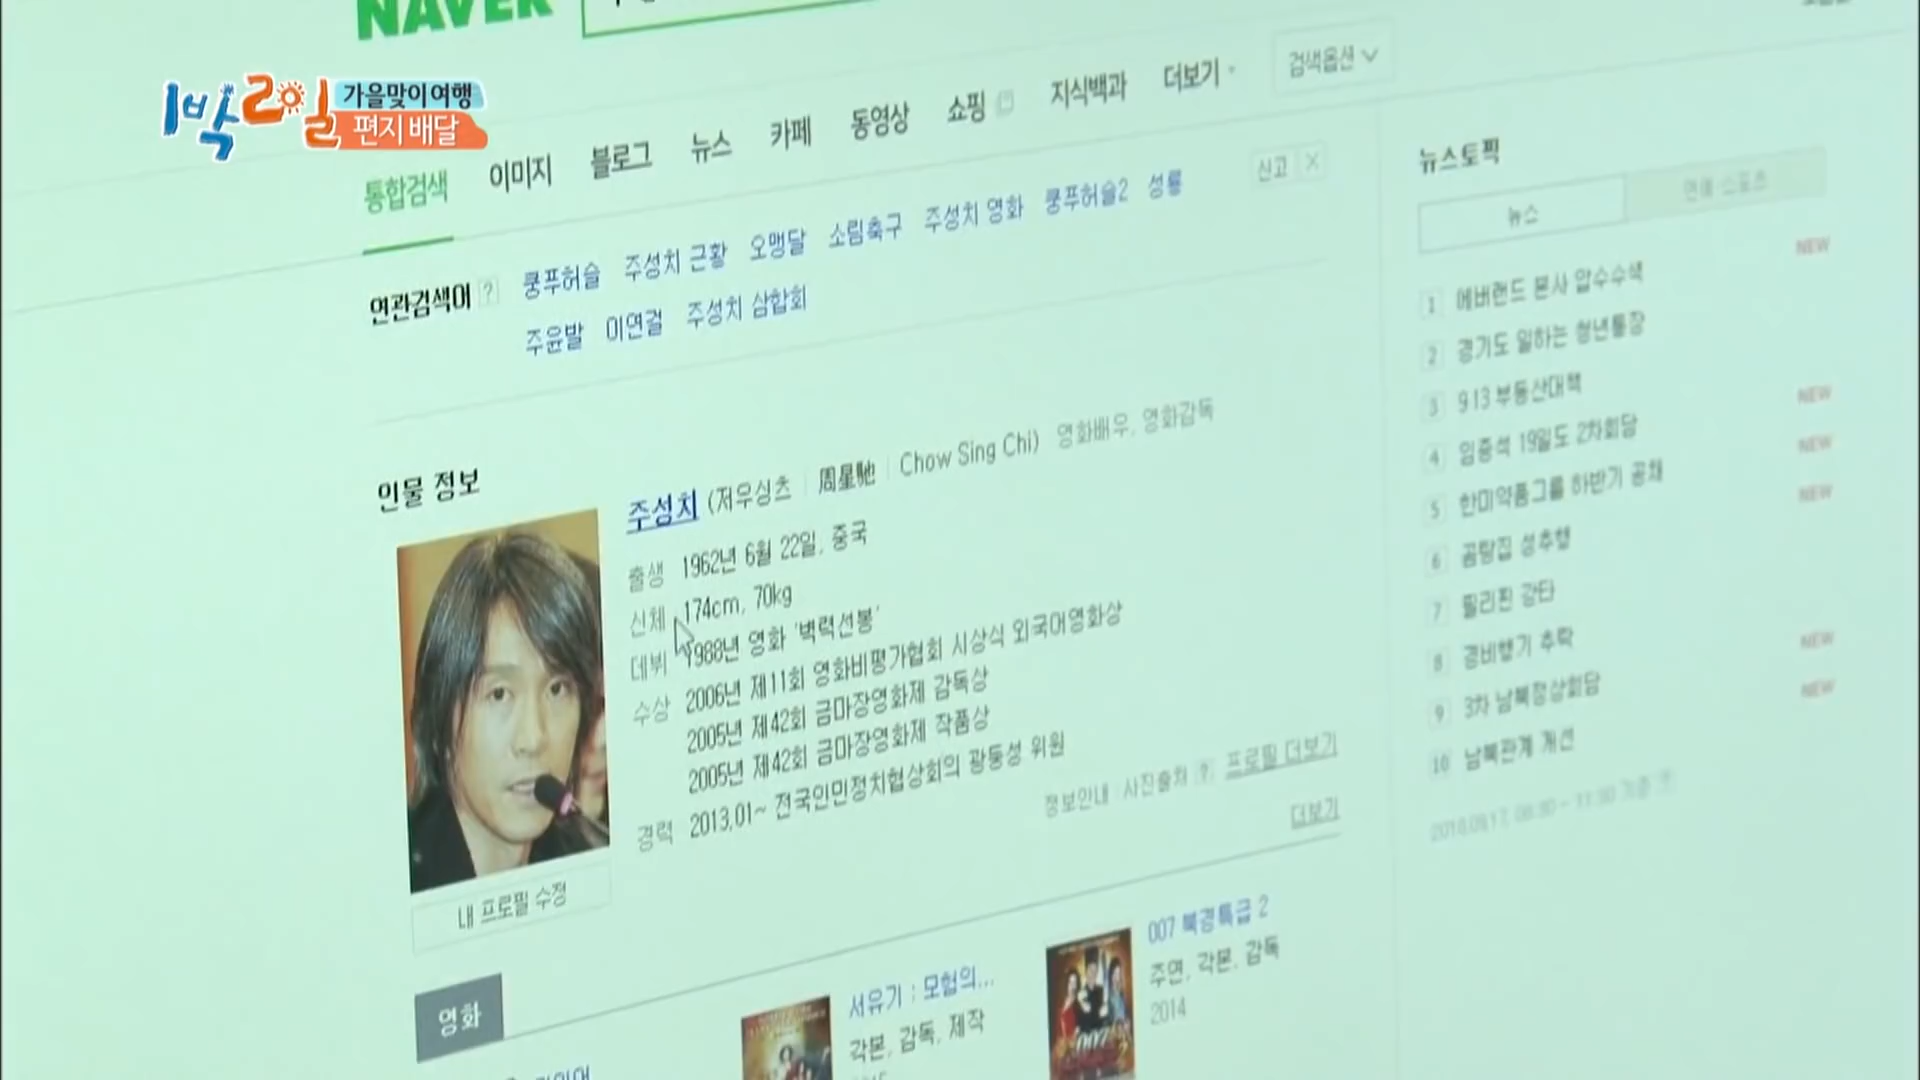 NAVER
1박2일 가을맞이 여행
편지 배달
통합검색 이미지 블로그 뉴스 카페 동영상 쇼핑 지식백과 더보기
검색옵션
연관검색어 ? 쿵푸허슬 주성치 근황 오맹달 소림축구 주성치 영화 쿵푸허슬2 성룡
신고 X
주윤발 이연걸 주성치 삼합회
인물 정보
주성치 (저우싱츠 | 周星馳 | Chow Sing Chi) 영화배우, 영화감독
출생 1962년 6월 22일, 중국
신체 174cm, 70kg
데뷔 1988년 영화 '벽력선봉'
수상 2006년 제11회 영화비평가협회 시상식 외국어영화상
2005년 제42회 금마장영화제 감독상
2005년 제42회 금마장영화제 작품상
경력 2013.01~ 전국인민정치협상회의 광동성 위원
정보안내 사진출처 ? 프로필 더보기
더보기
내 프로필 수정
영화
서유기 : 모험의...
각본, 감독, 제작
007 북경특급 2
주연, 각본, 감독
2014
뉴스토픽
뉴스 연예·스포츠
1 에버랜드 본사 압수수색 NEW
2 경기도 일하는 청년통장
3 913 부동산대책
4 임종석 19일도 2차회담 NEW
5 한미약품그룹 하반기 공채 NEW
6 곰탕집 성추행 NEW
7 필리핀 강타
8 경비행기 추락
9 3차 남북정상회담 NEW
10 남북관계 개선 NEW